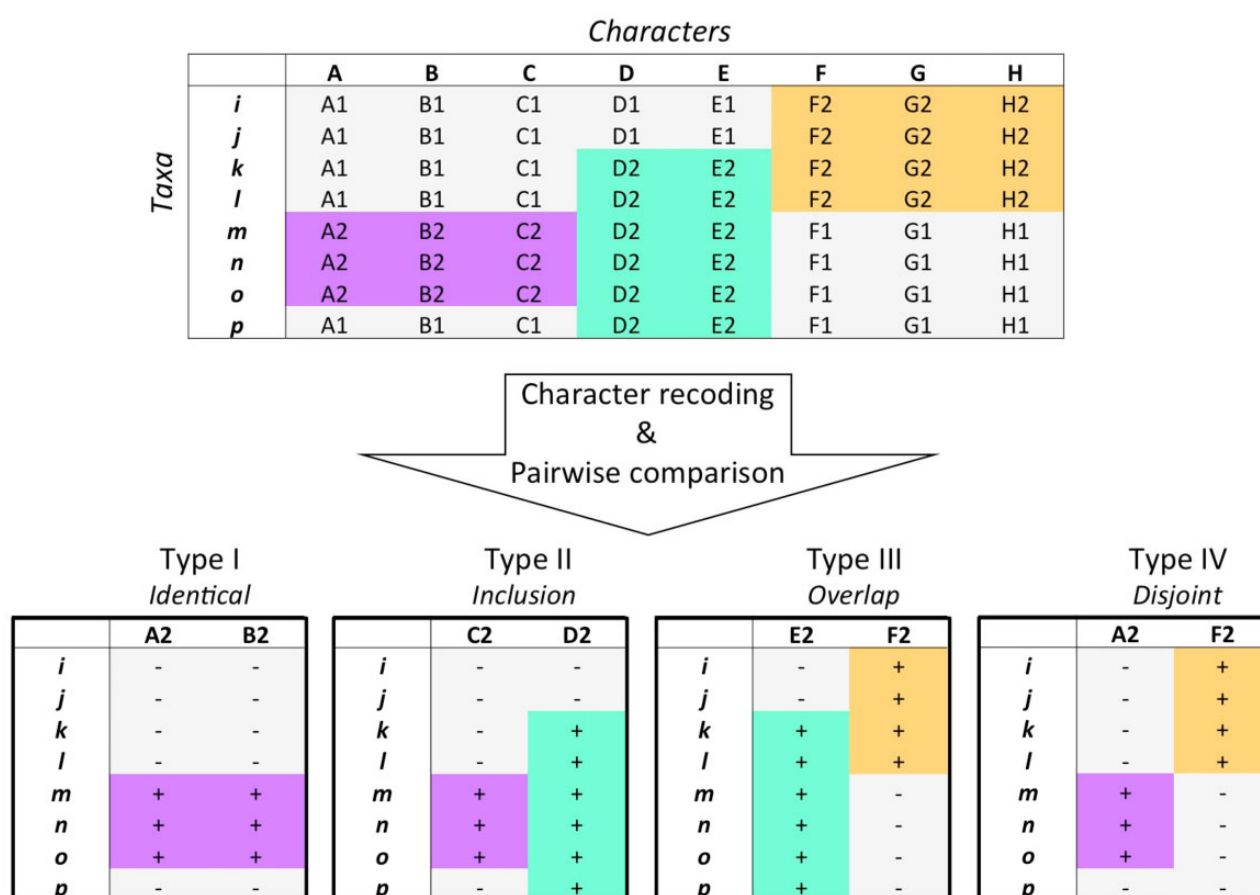 Characters
A B C D E F G H
Taxa
i A1 B1 C1 D1 E1 F2 G2 H2
j A1 B1 C1 D1 E1 F2 G2 H2
k A1 B1 C1 D2 E2 F2 G2 H2
l A1 B1 C1 D2 E2 F2 G2 H2
m A2 B2 C2 D2 E2 F1 G1 H1
n A2 B2 C2 D2 E2 F1 G1 H1
o A2 B2 C2 D2 E2 F1 G1 H1
p A1 B1 C1 D2 E2 F1 G1 H1
Character recoding
&
Pairwise comparison
Type I
Identical
A2 B2
i - -
j - -
k - -
l - -
m + +
n + +
o + +
p - -
Type II
Inclusion
C2 D2
i - -
j - -
k - +
l - +
m + +
n + +
o + +
p - +
Type III
Overlap
E2 F2
i - +
j - +
k + +
l + +
m + -
n + -
o + -
p + -
Type IV
Disjoint
A2 F2
i - +
j - +
k - +
l - +
m + -
n + -
o + -
p - -